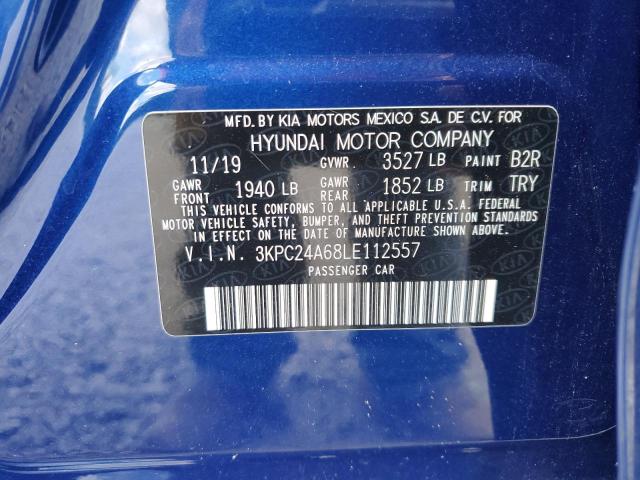 MFD. BY KIA MOTORS MEXICO S.A. DE C.V. FOR
HYUNDAI MOTOR COMPANY
11/19 GVWR. 3527 LB PAINT B2R
GAWR FRONT 1940 LB GAWR REAR 1852 LB TRIM TRY
THIS VEHICLE CONFORMS TO ALL APPLICABLE U.S.A. FEDERAL
MOTOR VEHICLE SAFETY, BUMPER, AND THEFT PREVENTION STANDARDS
IN EFFECT ON THE DATE OF MANUFACTURE SHOWN ABOVE.
V.I.N. 3KPC24A68LE112557
PASSENGER CAR